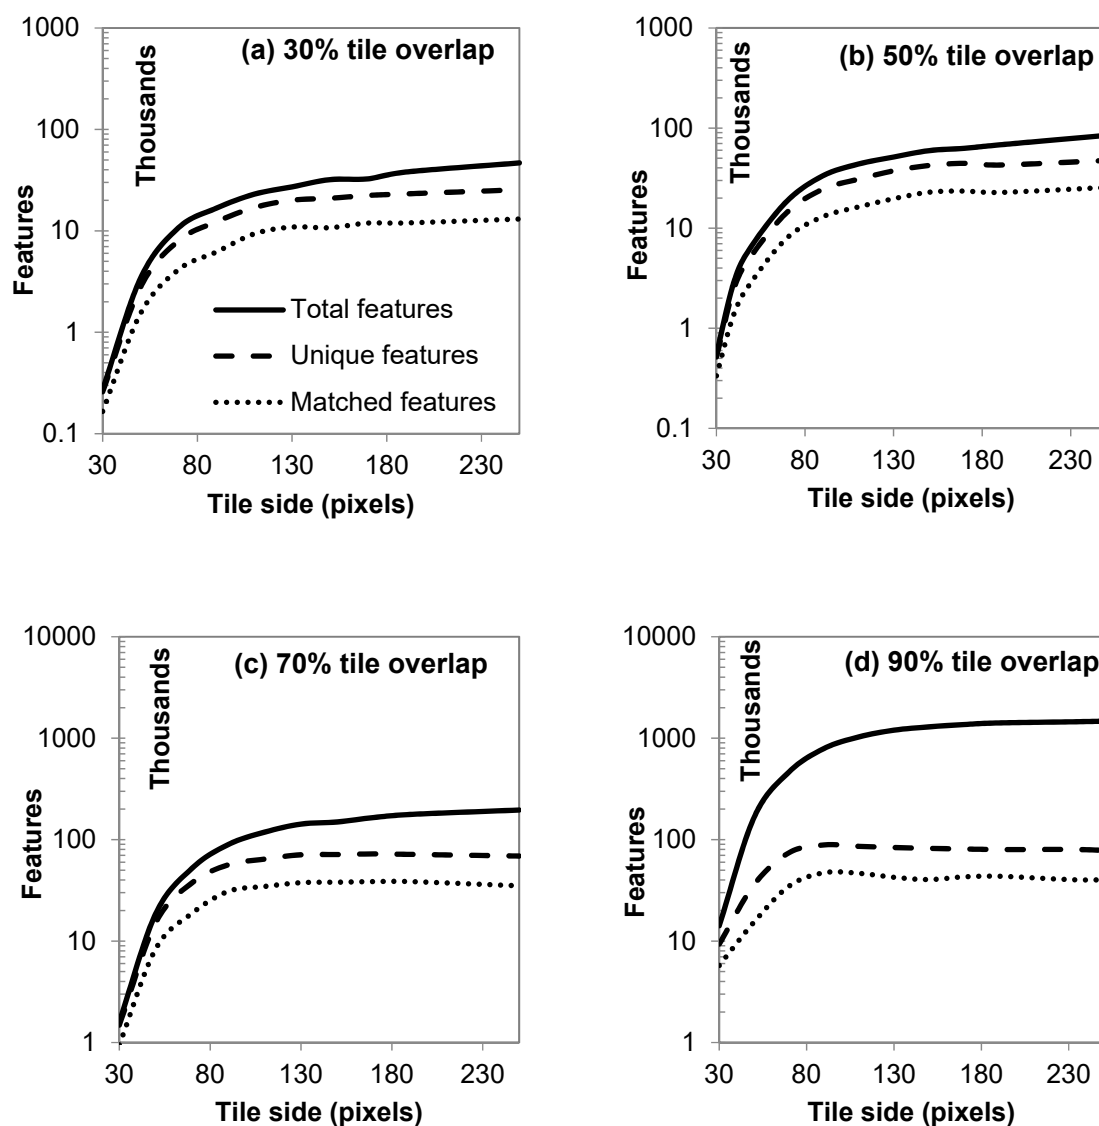 (a) 30% tile overlap
Thousands
Features
1000
100
10
1
0.1
Total features
Unique features
Matched features
30 80 130 180 230
Tile side (pixels)
(b) 50% tile overlap
Thousands
Features
1000
100
10
1
0.1
30 80 130 180 230
Tile side (pixels)
(c) 70% tile overlap
Thousands
Features
10000
1000
100
10
1
30 80 130 180 230
Tile side (pixels)
(d) 90% tile overlap
Thousands
Features
10000
1000
100
10
1
30 80 130 180 230
Tile side (pixels)